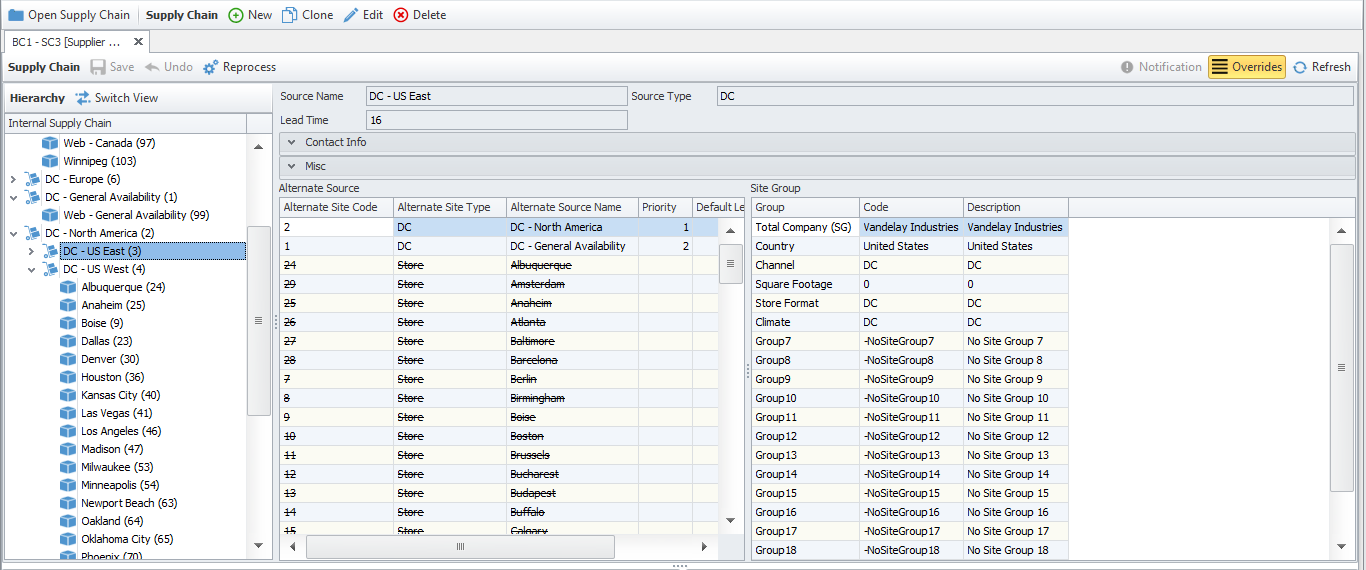 Open Supply Chain Supply Chain New Clone Edit Delete
BC1 - SC3 [Supplier ...
Supply Chain Save Undo Reprocess Notification Overrides Refresh
Hierarchy Switch View
Internal Supply Chain
Web - Canada (97)
Winnipeg (103)
DC - Europe (6)
DC - General Availability (1)
Web - General Availability (99)
DC - North America (2)
DC - US East (3)
DC - US West (4)
Albuquerque (24)
Anaheim (25)
Boise (9)
Dallas (23)
Denver (30)
Houston (36)
Kansas City (40)
Las Vegas (41)
Los Angeles (46)
Madison (47)
Milwaukee (53)
Minneapolis (54)
Newport Beach (63)
Oakland (64)
Oklahoma City (65)
Phoenix (70)
Source Name DC - US East Source Type DC
Lead Time 16
Contact Info
Misc
Alternate Source
Alternate Site Code Alternate Site Type Alternate Source Name Priority Default Le
2 DC DC - North America 1
1 DC DC - General Availability 2
24 Store Albuquerque
29 Store Amsterdam
25 Store Anaheim
26 Store Atlanta
27 Store Baltimore
28 Store Barcelona
7 Store Berlin
8 Store Birmingham
9 Store Boise
10 Store Boston
11 Store Brussels
12 Store Bucharest
13 Store Budapest
14 Store Buffalo
15 Store Calgary
Site Group
Group Code Description
Total Company (SG) Vandelay Industries Vandelay Industries
Country United States United States
Channel DC DC
Square Footage 0 0
Store Format DC DC
Climate DC DC
Group7 -NoSiteGroup7 No Site Group 7
Group8 -NoSiteGroup8 No Site Group 8
Group9 -NoSiteGroup9 No Site Group 9
Group10 -NoSiteGroup10 No Site Group 10
Group11 -NoSiteGroup11 No Site Group 11
Group12 -NoSiteGroup12 No Site Group 12
Group13 -NoSiteGroup13 No Site Group 13
Group14 -NoSiteGroup14 No Site Group 14
Group15 -NoSiteGroup15 No Site Group 15
Group16 -NoSiteGroup16 No Site Group 16
Group17 -NoSiteGroup17 No Site Group 17
Group18 -NoSiteGroup18 No Site Group 18